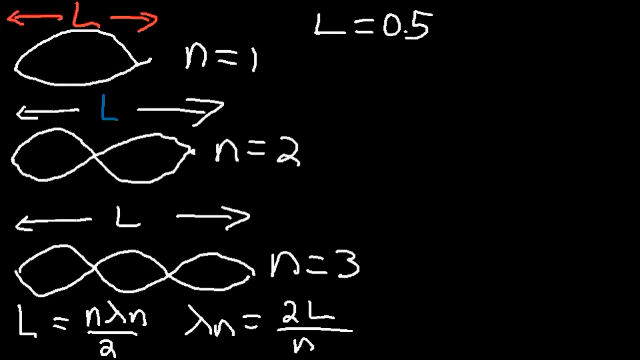 L L = 0.5
n = 1
L
n = 2
L
n = 3
L = nλn/2 λn = 2L/n